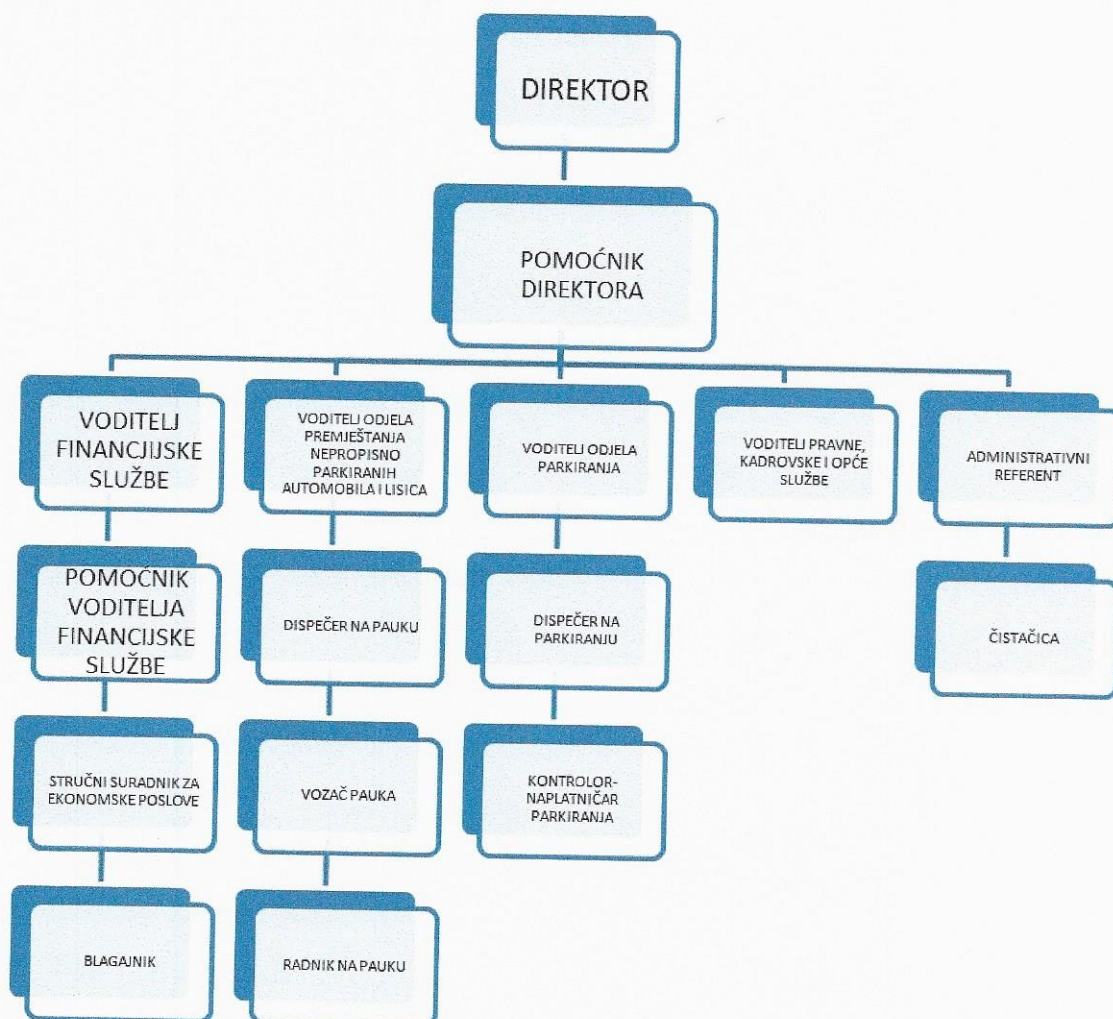 DIREKTOR
POMOĆNIK
DIREKTORA
VODITELJ
FINANCIJSKE
SLUŽBE
VODITELJ ODJELA
PREMJEŠTANJA
NEPROPISNO
PARKIRANIH
AUTOMOBILA I LISICA
VODITELJ ODJELA
PARKIRANJA
VODITELJ PRAVNE,
KADROVSKE I OPĆE
SLUŽBE
ADMINISTRATIVNI
REFERENT
POMOĆNIK
VODITELJA
FINANCIJSKE
SLUŽBE
DISPEČER NA PAUKU
DISPEČER NA
PARKIRANJU
ČISTAČICA
STRUČNI SURADNIK ZA
EKONOMSKE POSLOVE
VOZAČ PAUKA
KONTROLOR-
NAPLATNIČAR
PARKIRANJA
BLAGAJNIK
RADNIK NA PAUKU